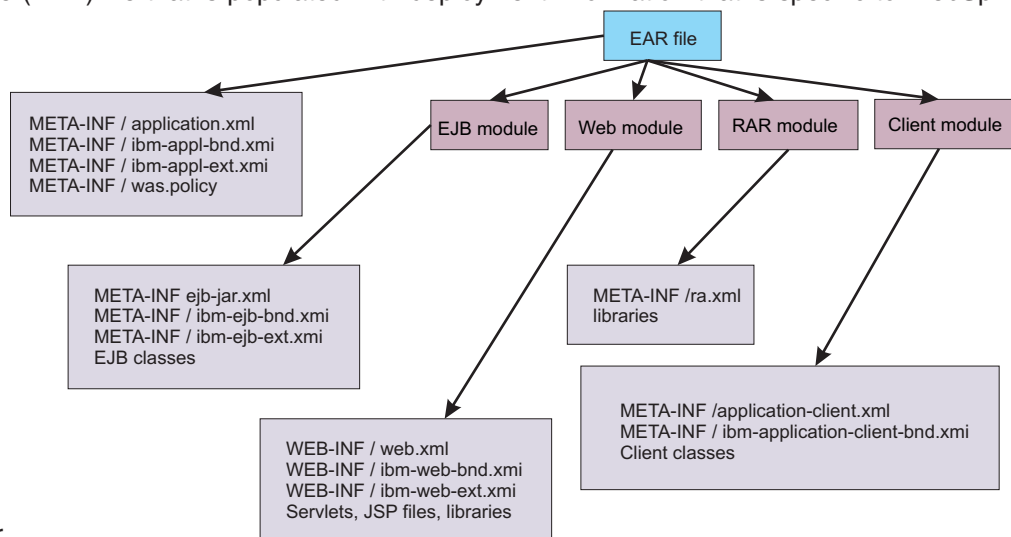 EAR file
EJB module
Web module
RAR module
Client module
META-INF / application.xml
META-INF / ibm-appl-bnd.xmi
META-INF / ibm-appl-ext.xmi
META-INF / was.policy
META-INF ejb-jar.xml
META-INF / ibm-ejb-bnd.xmi
META-INF / ibm-ejb-ext.xmi
EJB classes
META-INF /ra.xml
libraries
META-INF /application-client.xml
META-INF / ibm-application-client-bnd.xmi
Client classes
WEB-INF / web.xml
WEB-INF / ibm-web-bnd.xmi
WEB-INF / ibm-web-ext.xmi
Servlets, JSP files, libraries